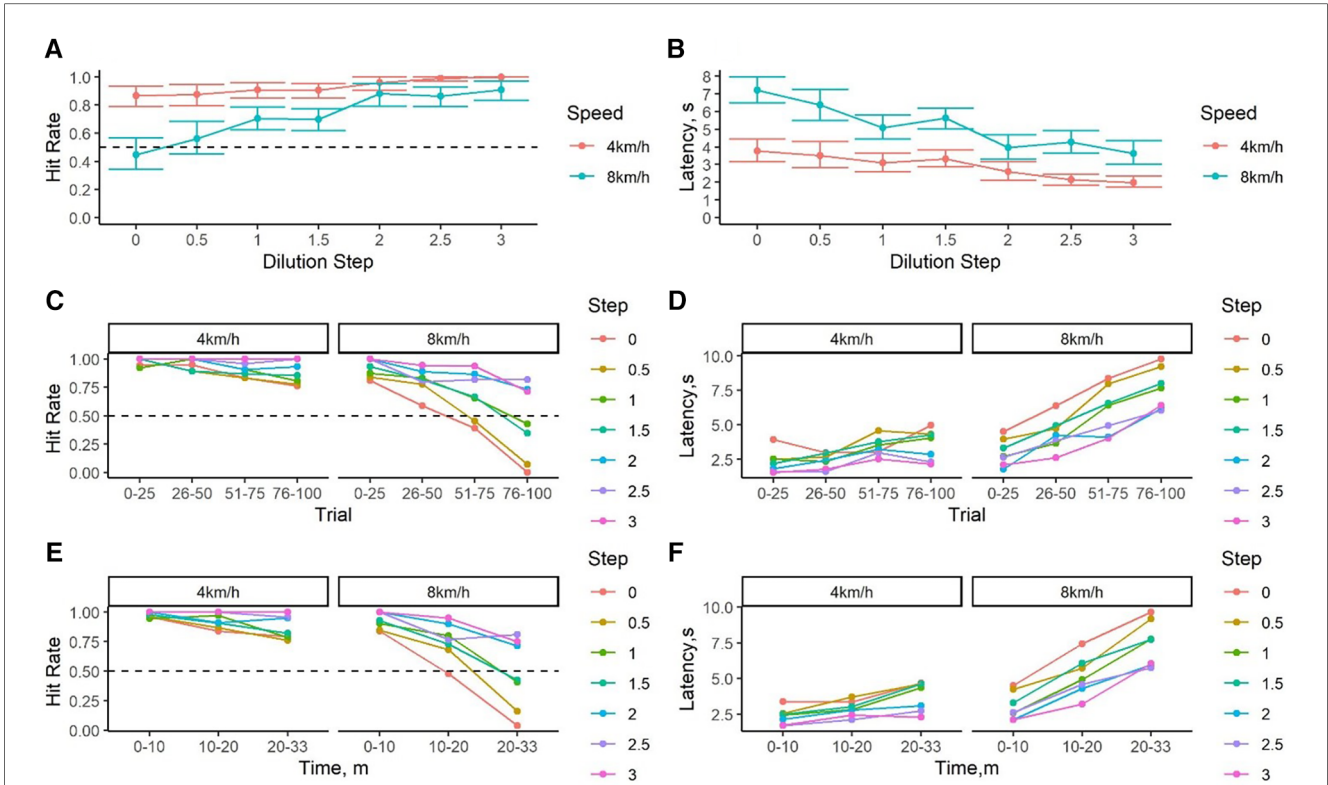 A
Hit Rate
1.0
0.8
0.6
0.4
0.2
0.0
0 0.5 1 1.5 2 2.5 3
Dilution Step
Speed
4km/h
8km/h
B
Latency, s
8
7
6
5
4
3
2
1
0
0 0.5 1 1.5 2 2.5 3
Dilution Step
Speed
4km/h
8km/h
C
4km/h 8km/h
Hit Rate
1.00
0.75
0.50
0.25
0.00
0-25 26-50 51-75 76-100 0-25 26-50 51-75 76-100
Trial
Step
0
0.5
1
1.5
2
2.5
3
D
4km/h 8km/h
Latency,s
10.0
7.5
5.0
2.5
0-25 26-50 51-75 76-100 0-25 26-50 51-75 76-100
Trial
Step
0
0.5
1
1.5
2
2.5
3
E
4km/h 8km/h
Hit Rate
1.00
0.75
0.50
0.25
0.00
0-10 10-20 20-33 0-10 10-20 20-33
Time, m
Step
0
0.5
1
1.5
2
2.5
3
F
4km/h 8km/h
Latency,s
10.0
7.5
5.0
2.5
0-10 10-20 20-33 0-10 10-20 20-33
Time,m
Step
0
0.5
1
1.5
2
2.5
3